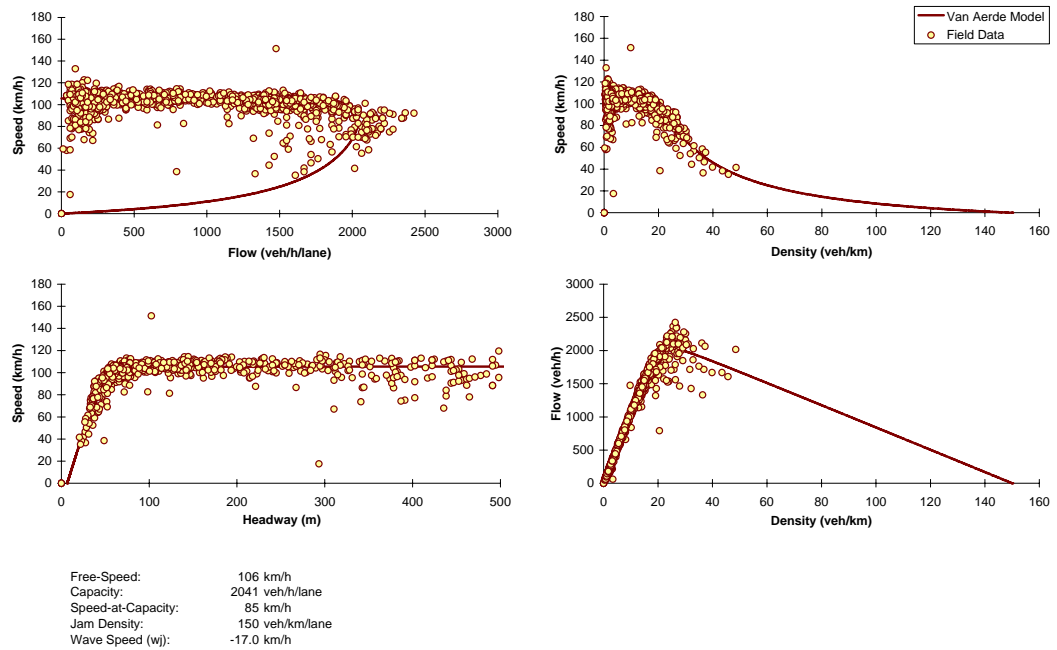 Van Aerde Model
Field Data
180
160
140
120
100
80
60
40
20
0
Speed (km/h)
0 500 1000 1500 2000 2500 3000
Flow (veh/h/lane)
180
160
140
120
100
80
60
40
20
0
Speed (km/h)
0 20 40 60 80 100 120 140 160
Density (veh/km)
180
160
140
120
100
80
60
40
20
0
Speed (km/h)
0 100 200 300 400 500
Headway (m)
3000
2500
2000
1500
1000
500
0
Flow (veh/h)
0 20 40 60 80 100 120 140 160
Density (veh/km)
Free-Speed: 106 km/h
Capacity: 2041 veh/h/lane
Speed-at-Capacity: 85 km/h
Jam Density: 150 veh/km/lane
Wave Speed (wj): -17.0 km/h